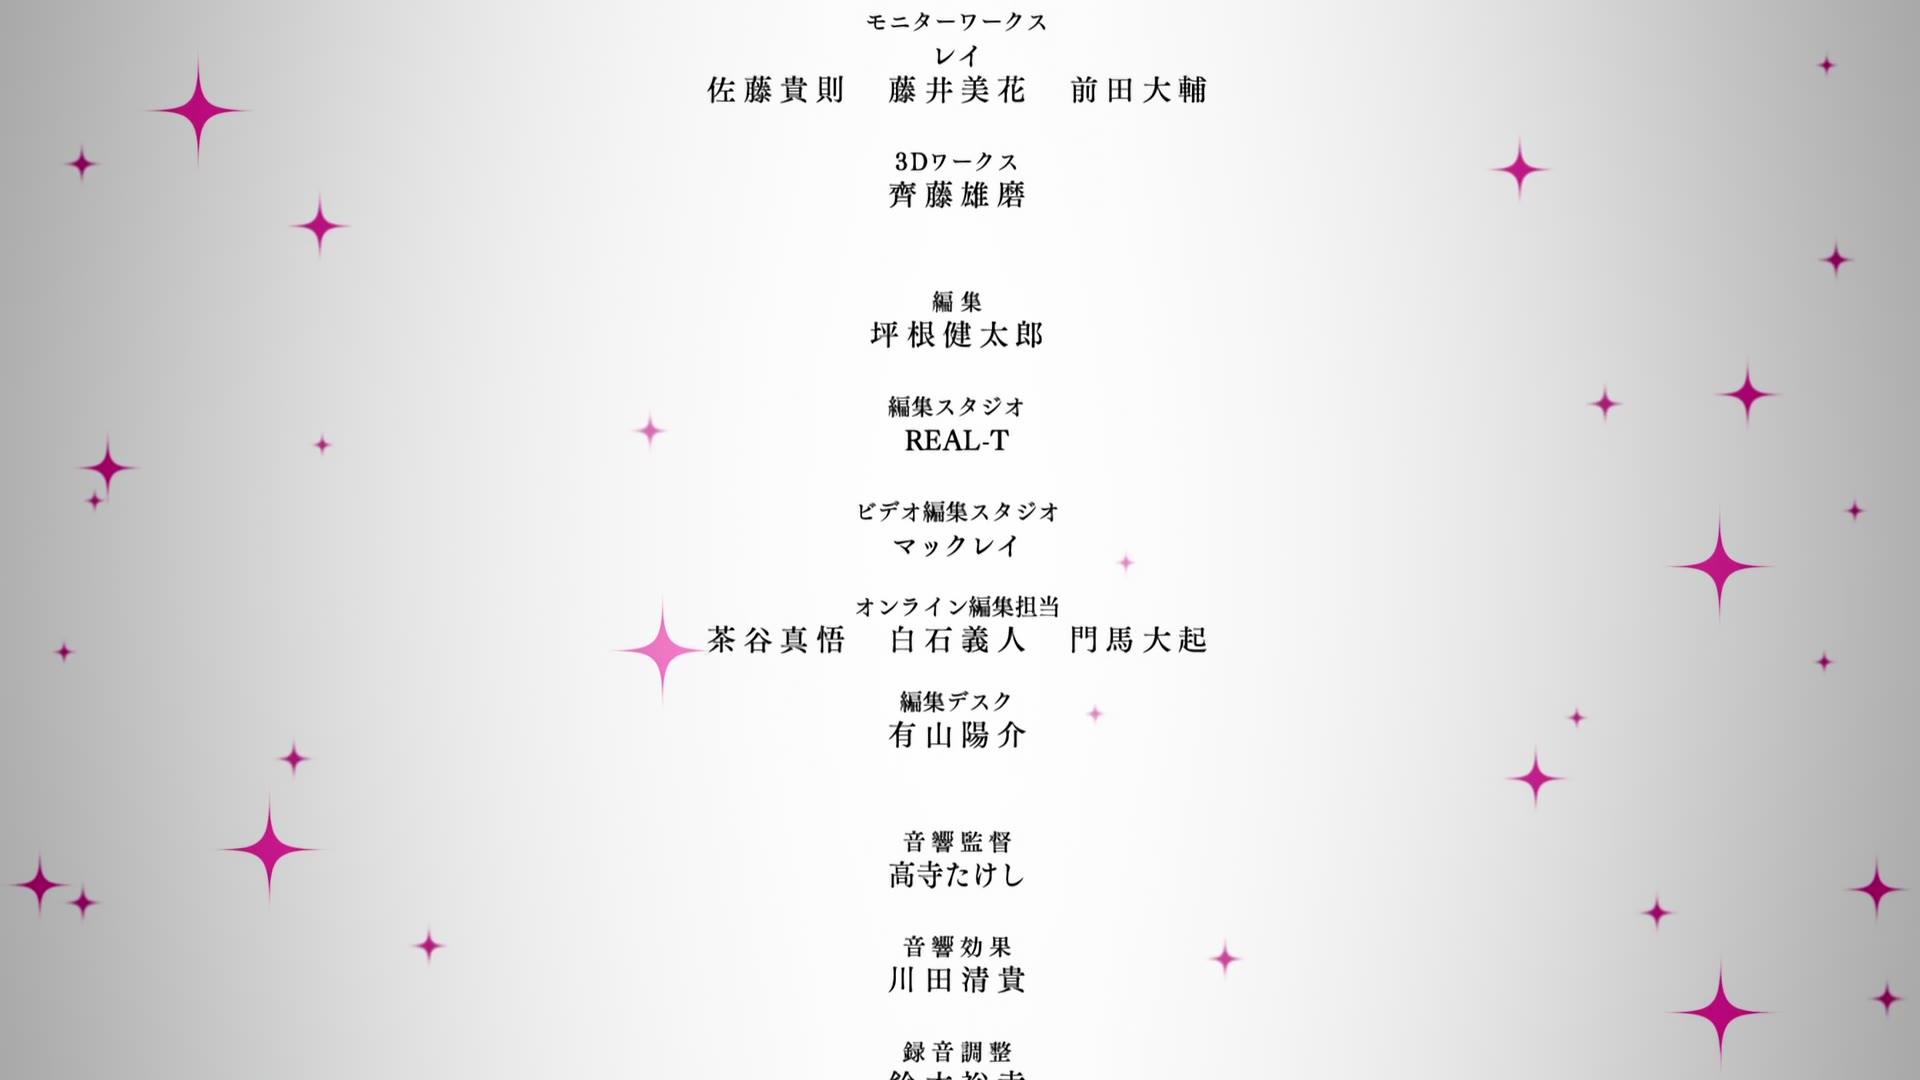 モニターワークス
レイ
佐藤貴則　藤井美花　前田大輔
3Dワークス
齊藤雄磨
編集
坪根健太郎
編集スタジオ
REAL-T
ビデオ編集スタジオ
マックレイ
オンライン編集担当
茶谷真悟　白石義人　門馬大起
編集デスク
有山陽介
音響監督
高寺たけし
音響効果
川田清貴
録音調整